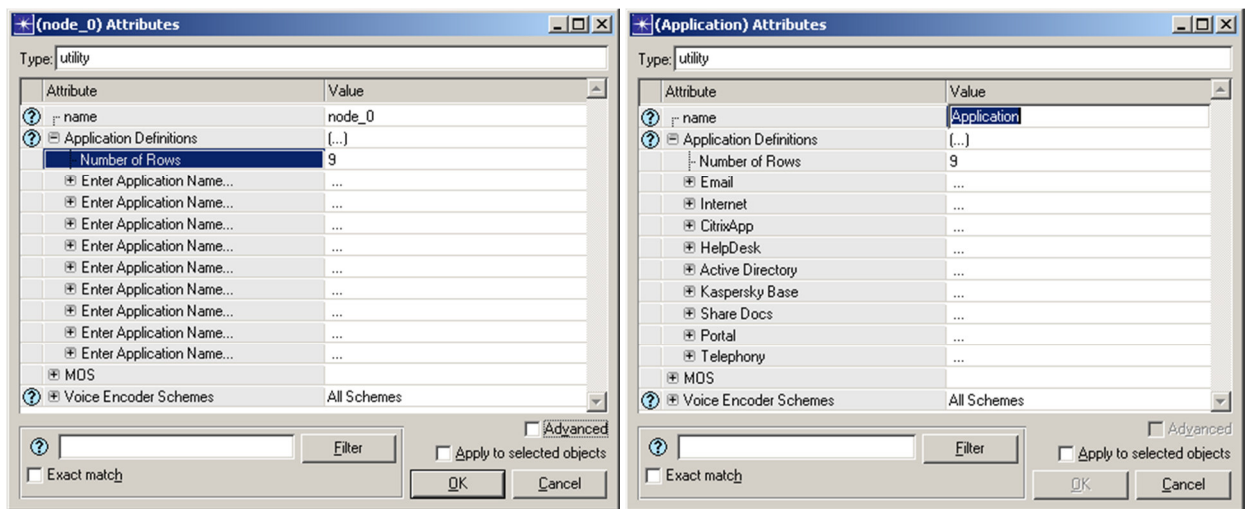 (node_0) Attributes
Type: utility
Attribute Value
name node_0
Application Definitions (...)
Number of Rows 9
Enter Application Name... ...
Enter Application Name... ...
Enter Application Name... ...
Enter Application Name... ...
Enter Application Name... ...
Enter Application Name... ...
Enter Application Name... ...
Enter Application Name... ...
Enter Application Name... ...
MOS
Voice Encoder Schemes All Schemes
Advanced
Filter
Apply to selected objects
Exact match
OK Cancel
(Application) Attributes
Type: utility
Attribute Value
name Application
Application Definitions (...)
Number of Rows 9
Email ...
Internet ...
CitrixApp ...
HelpDesk ...
Active Directory ...
Kaspersky Base ...
Share Docs ...
Portal ...
Telephony ...
MOS
Voice Encoder Schemes All Schemes
Advanced
Filter
Apply to selected objects
Exact match
OK Cancel